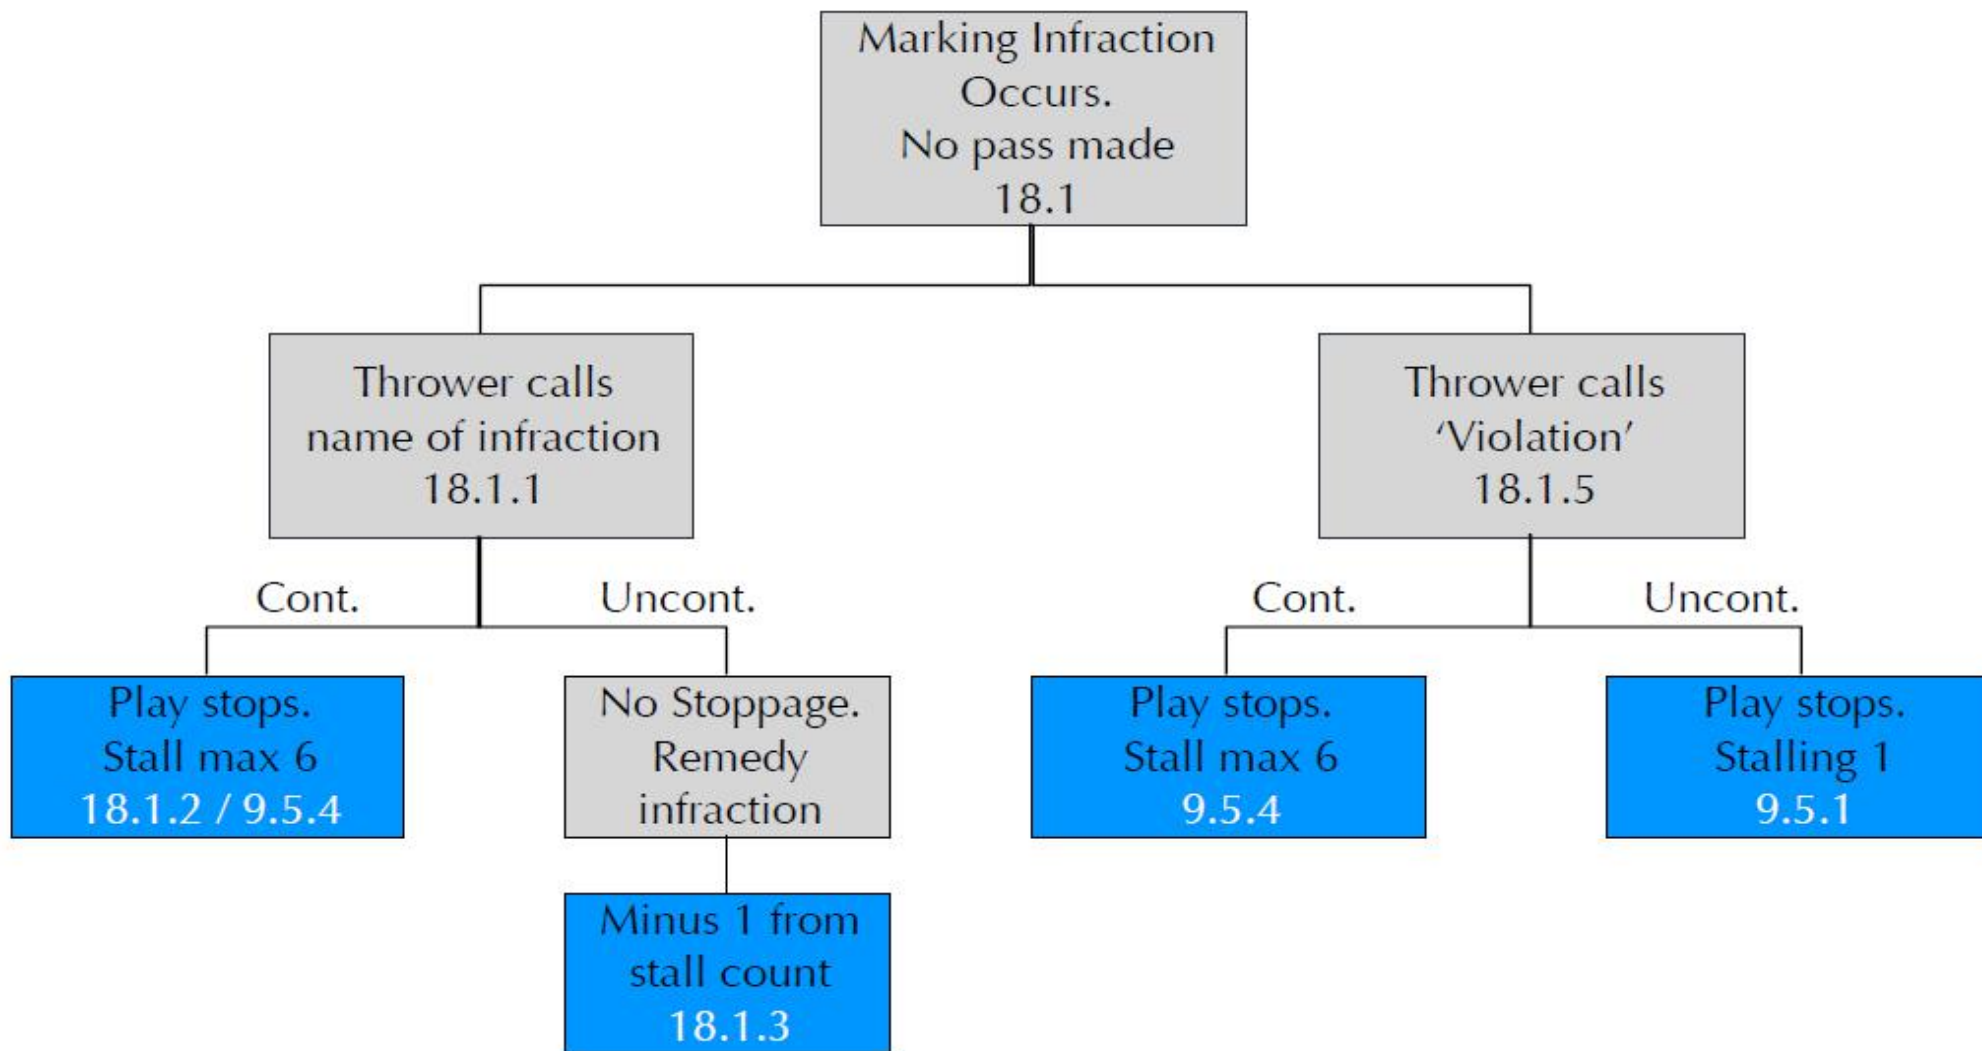 Marking Infraction
Occurs.
No pass made
18.1
Thrower calls
name of infraction
18.1.1
Thrower calls
‘Violation’
18.1.5
Cont.
Uncont.
Cont.
Uncont.
Play stops.
Stall max 6
18.1.2 / 9.5.4
No Stoppage.
Remedy
infraction
Play stops.
Stall max 6
9.5.4
Play stops.
Stalling 1
9.5.1
Minus 1 from
stall count
18.1.3